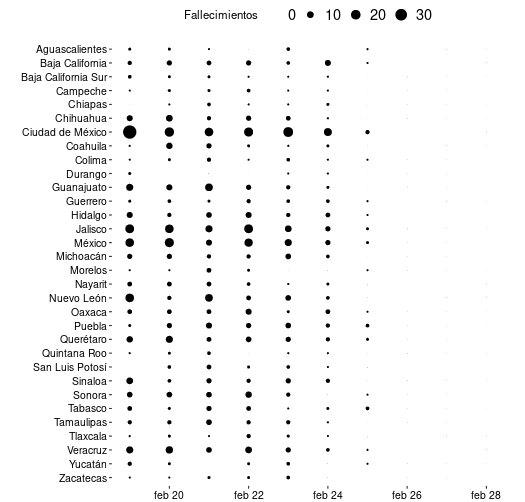 Fallecimientos 0 10 20 30
Aguascalientes
Baja California
Baja California Sur
Campeche
Chiapas
Chihuahua
Ciudad de México
Coahuila
Colima
Durango
Guanajuato
Guerrero
Hidalgo
Jalisco
México
Michoacán
Morelos
Nayarit
Nuevo León
Oaxaca
Puebla
Querétaro
Quintana Roo
San Luis Potosí
Sinaloa
Sonora
Tabasco
Tamaulipas
Tlaxcala
Veracruz
Yucatán
Zacatecas
feb 20 feb 22 feb 24 feb 26 feb 28